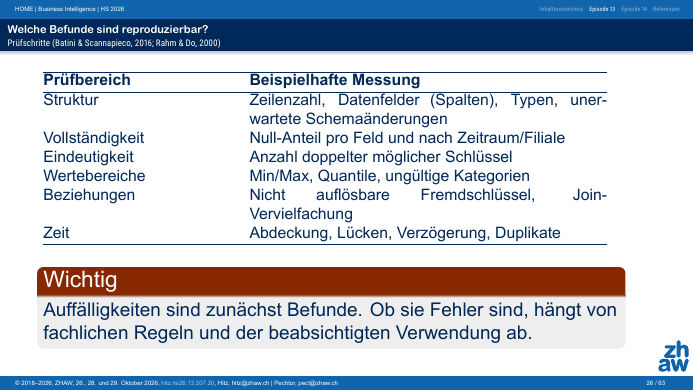 HOME | Business Intelligence | HS 2026
Inhaltsverzeichnis Episode 13 Episode 14 Referenzen
Welche Befunde sind reproduzierbar?
Prüfschritte (Batini & Scannapieco, 2016; Rahm & Do, 2000)
Prüfbereich Beispielhafte Messung
Struktur Zeilenzahl, Datenfelder (Spalten), Typen, uner-
wartete Schemaänderungen
Vollständigkeit Null-Anteil pro Feld und nach Zeitraum/Filiale
Eindeutigkeit Anzahl doppelter möglicher Schlüssel
Wertebereiche Min/Max, Quantile, ungültige Kategorien
Beziehungen Nicht auflösbare Fremdschlüssel, Join-
Vervielfachung
Zeit Abdeckung, Lücken, Verzögerung, Duplikate
Wichtig
Auffälligkeiten sind zunächst Befunde. Ob sie Fehler sind, hängt von
fachlichen Regeln und der beabsichtigten Verwendung ab.
zh
aw
© 2018–2026, ZHAW, 26., 28. und 29. Oktober 2026, hitz.hs26.13.207.20, Hitz, hitz@zhaw.ch | Pechtor, pect@zhaw.ch
26 / 63